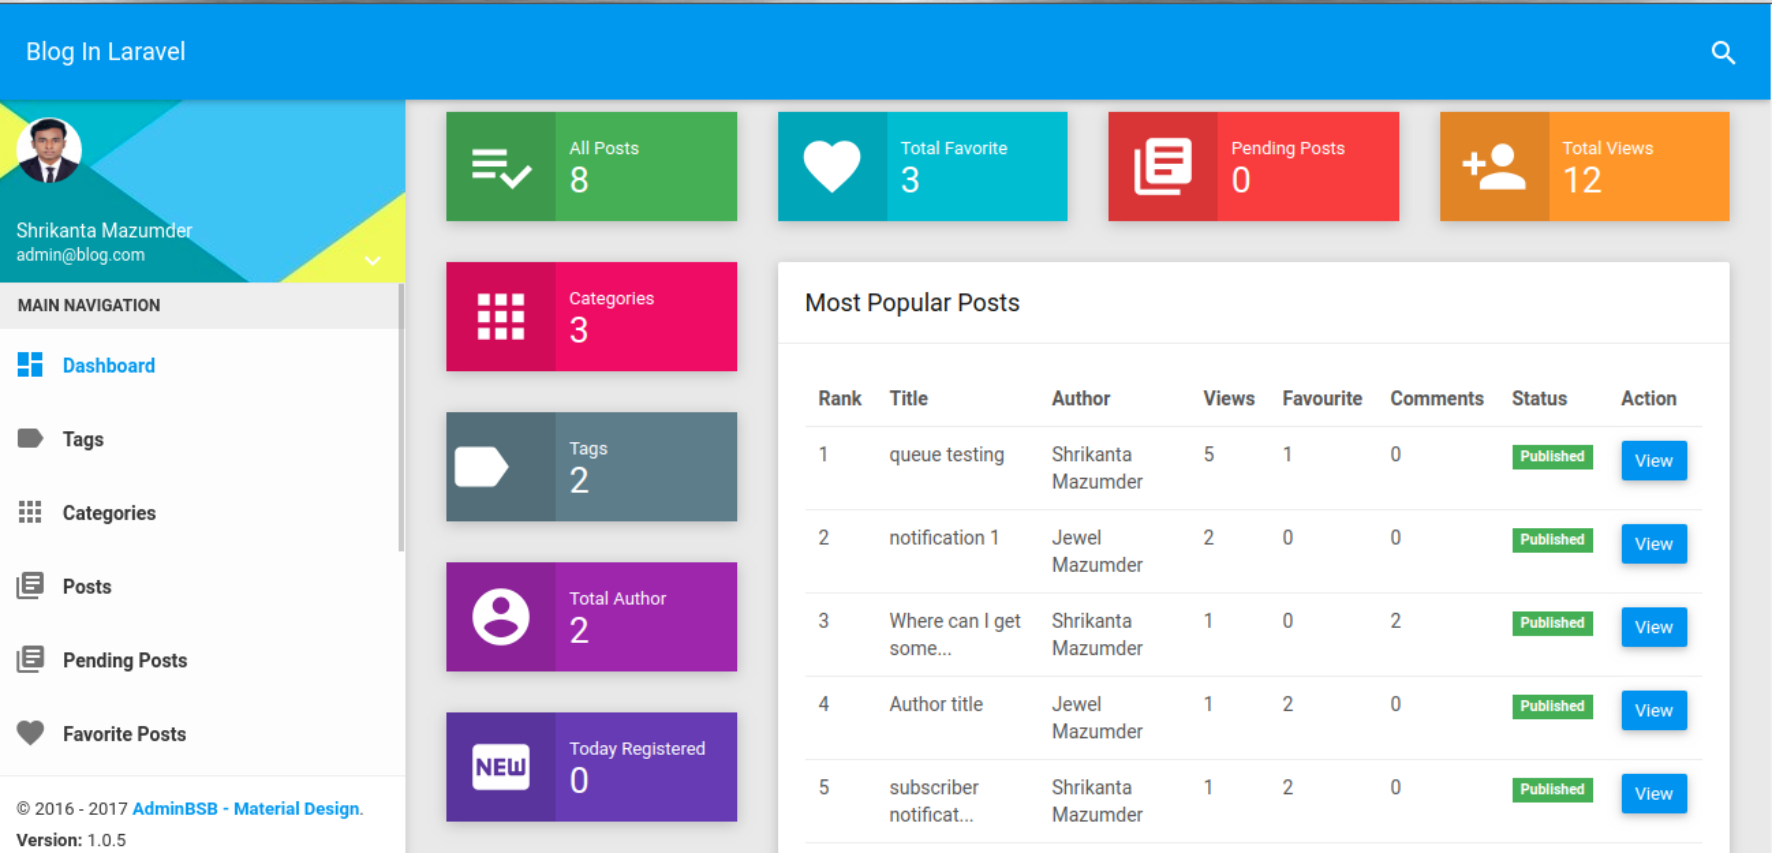 Blog In Laravel
Shrikanta Mazumder
admin@blog.com
MAIN NAVIGATION
Dashboard
Tags
Categories
Posts
Pending Posts
Favorite Posts
© 2016 - 2017 AdminBSB - Material Design.
Version: 1.0.5
All Posts
8
Total Favorite
3
Pending Posts
0
Total Views
12
Categories
3
Tags
2
Total Author
2
NEW
Today Registered
0
Most Popular Posts
Rank Title Author Views Favourite Comments Status Action
1 queue testing Shrikanta 5 1 0 Published View
Mazumder
2 notification 1 Jewel 2 0 0 Published View
Mazumder
3 Where can I get Shrikanta 1 0 2 Published View
some... Mazumder
4 Author title Jewel 1 2 0 Published View
Mazumder
5 subscriber Shrikanta 1 2 0 Published View
notificat... Mazumder